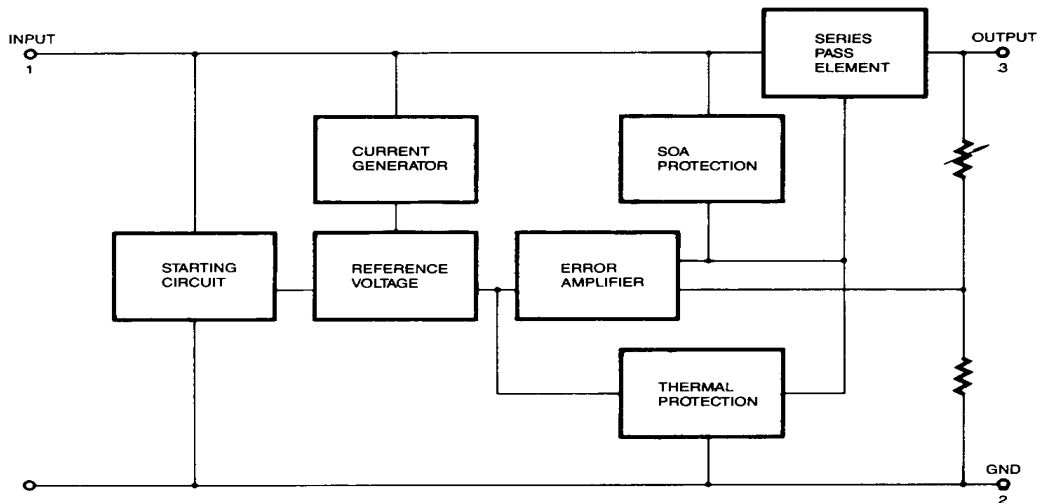 INPUT
1
SERIES
PASS
ELEMENT
OUTPUT
3
CURRENT
GENERATOR
SOA
PROTECTION
STARTING
CIRCUIT
REFERENCE
VOLTAGE
ERROR
AMPLIFIER
THERMAL
PROTECTION
GND
2